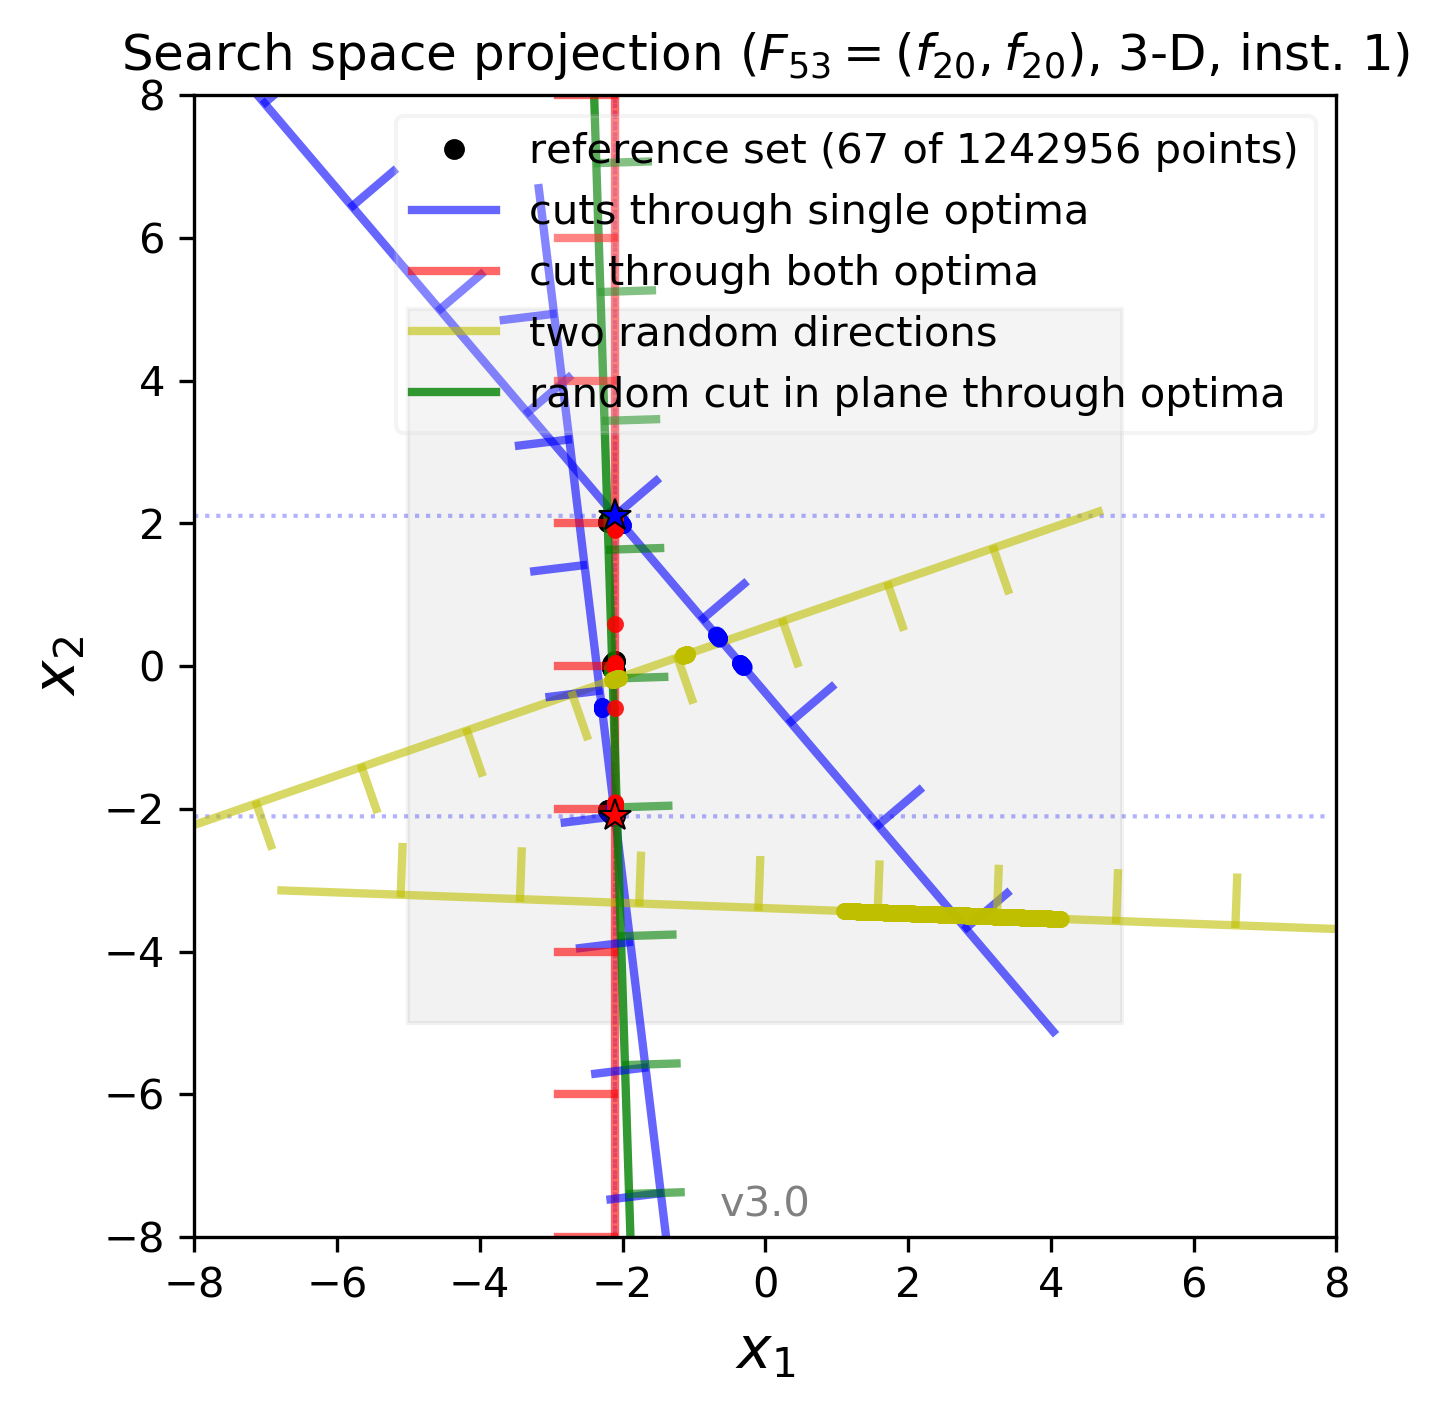 Search space projection (F₅₃ = (f₂₀, f₂₀), 3-D, inst. 1)
reference set (67 of 1242956 points)
cuts through single optima
cut through both optima
two random directions
random cut in plane through optima
8
6
4
2
0
−2
−4
−6
−8
x₂
v3.0
−8 −6 −4 −2 0 2 4 6 8
x₁